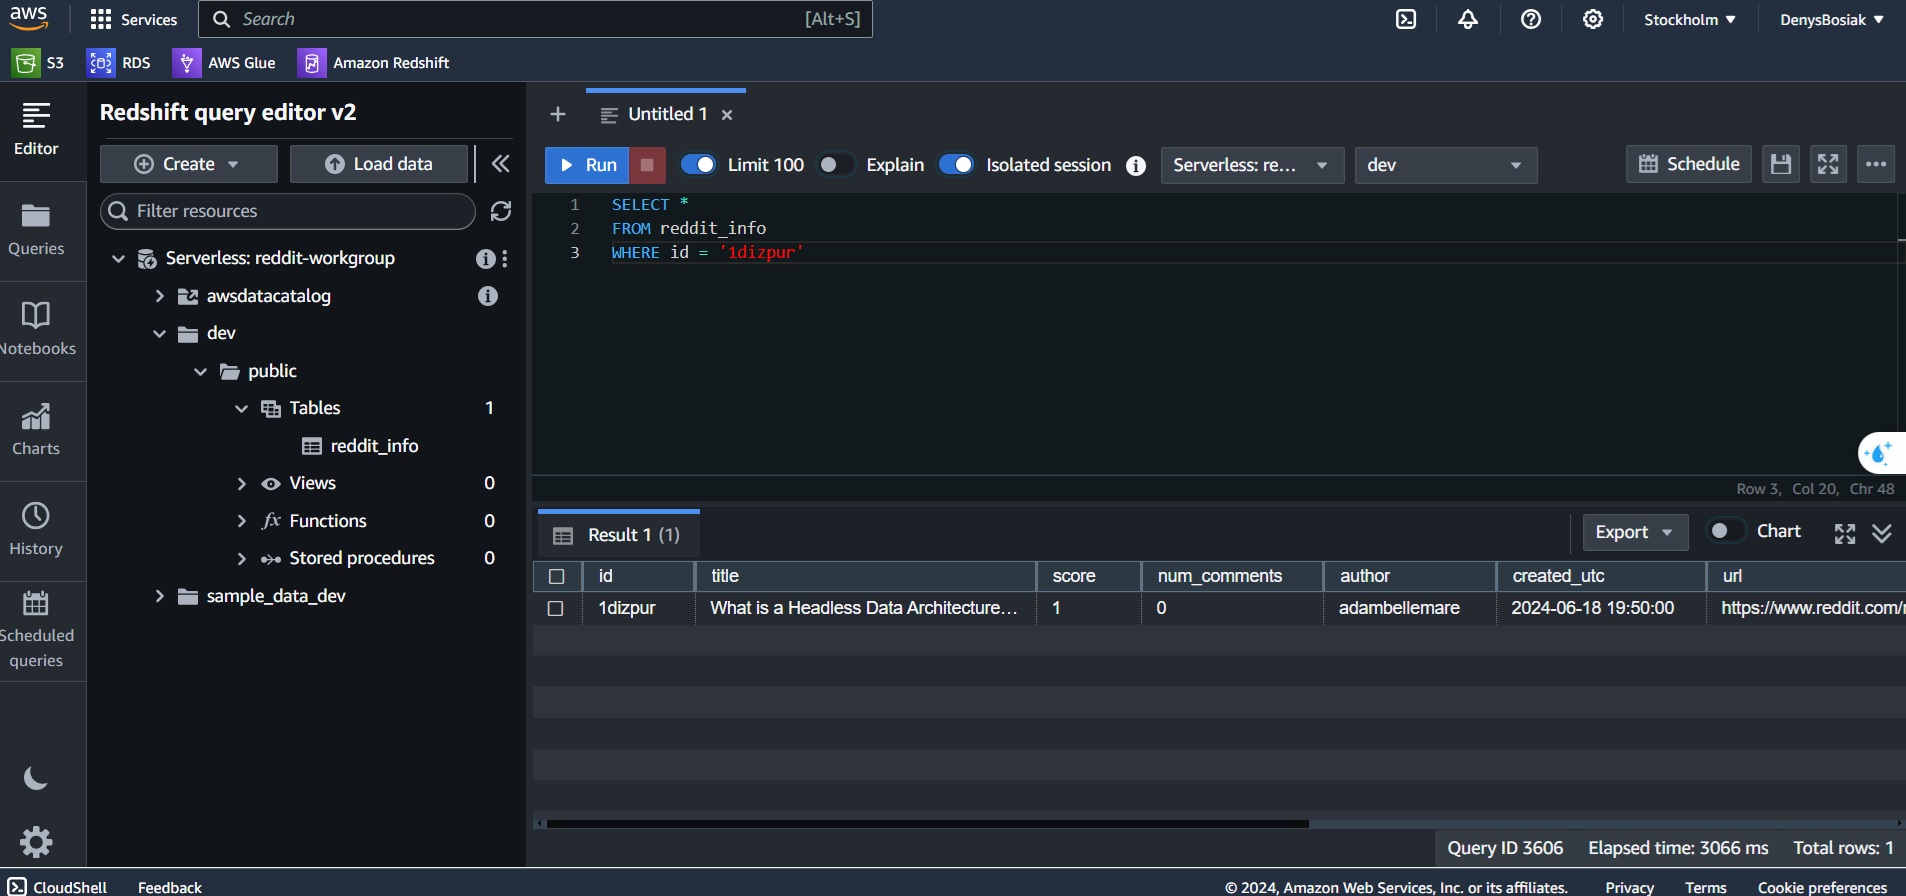 aws
Services
Search
[Alt+S]
Stockholm
DenysBosiak
S3
RDS
AWS Glue
Amazon Redshift
Editor
Queries
Notebooks
Charts
History
Scheduled
queries
Redshift query editor v2
Create
Load data
Filter resources
Serverless: reddit-workgroup
awsdatacatalog
dev
public
Tables 1
reddit_info
Views 0
fx Functions 0
Stored procedures 0
sample_data_dev
Untitled 1
Run
Limit 100
Explain
Isolated session
Serverless: re...
dev
Schedule
1 SELECT *
2 FROM reddit_info
3 WHERE id = '1dizpur'
Row 3, Col 20, Chr 48
Result 1 (1)
Export
Chart
id title score num_comments author created_utc url
1dizpur What is a Headless Data Architecture... 1 0 adambellemare 2024-06-18 19:50:00 https://www.reddit.com/r
Query ID 3606 Elapsed time: 3066 ms Total rows: 1
CloudShell Feedback © 2024, Amazon Web Services, Inc. or its affiliates. Privacy Terms Cookie preferences